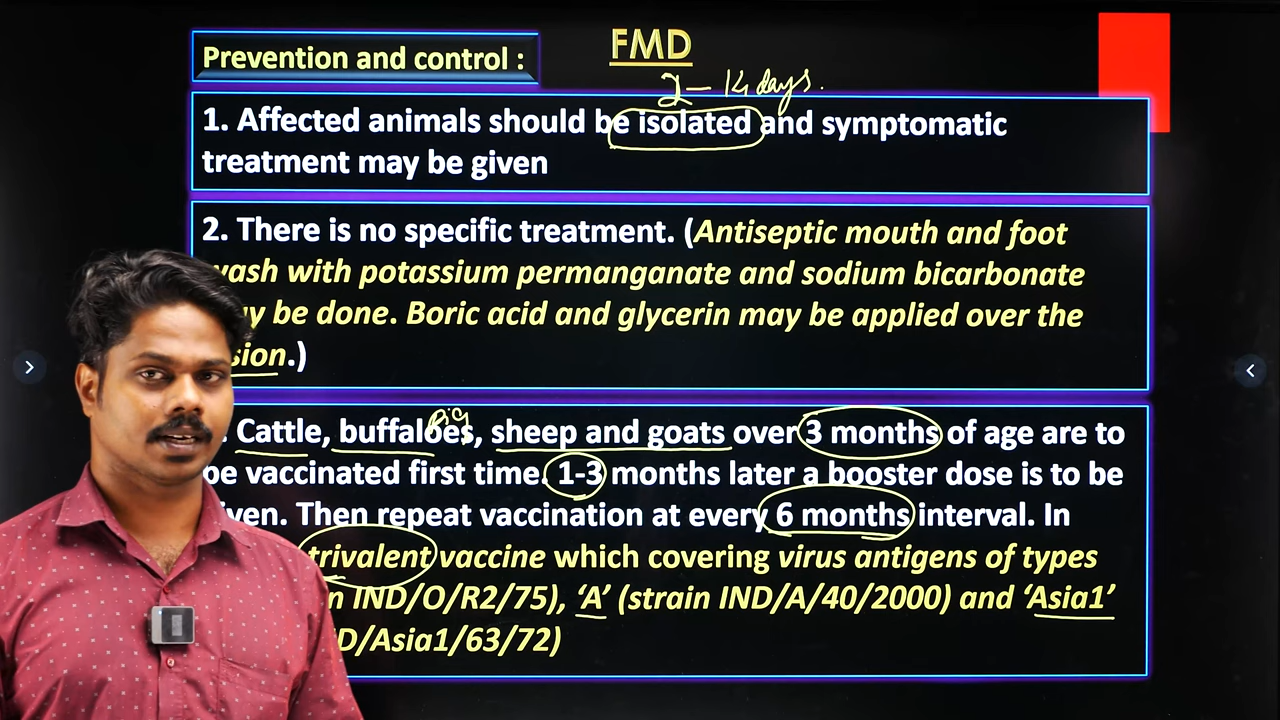 FMD
Prevention and control :
2 – 14 days.
1. Affected animals should be isolated and symptomatic
treatment may be given
2. There is no specific treatment. (Antiseptic mouth and foot
with potassium permanganate and sodium bicarbonate
be done. Boric acid and glycerin may be applied over the
.)
pig
Cattle, buffaloes, sheep and goats over 3 months of age are to
be vaccinated first time. 1-3 months later a booster dose is to be
Then repeat vaccination at every 6 months interval. In
trivalent vaccine which covering virus antigens of types
IND/O/R2/75), ‘A’ (strain IND/A/40/2000) and ‘Asia1’
D/Asia1/63/72)